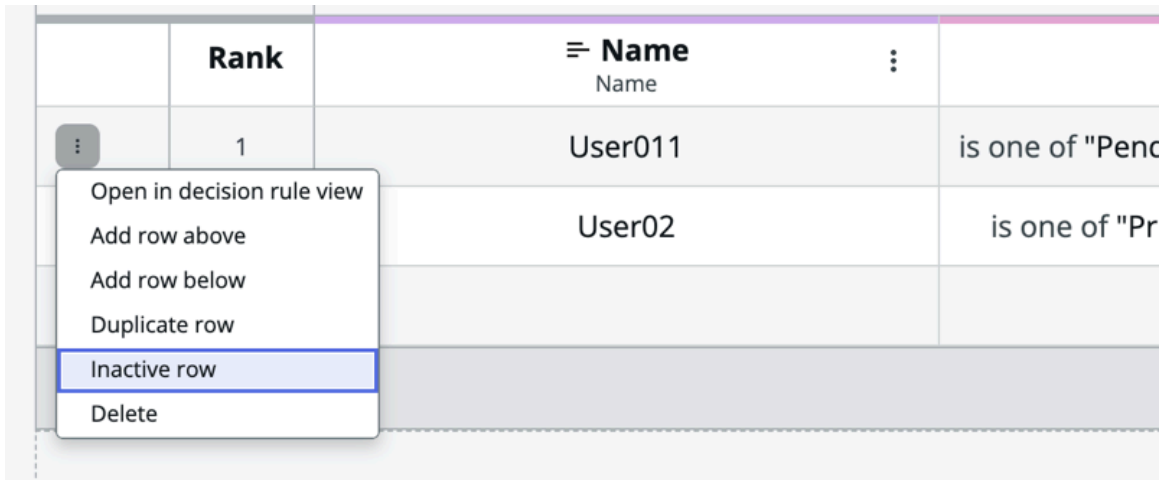 Rank
Name
Name
1
User011
is one of "Pend
Open in decision rule view
Add row above
User02
is one of "Pr
Add row below
Duplicate row
Inactive row
Delete